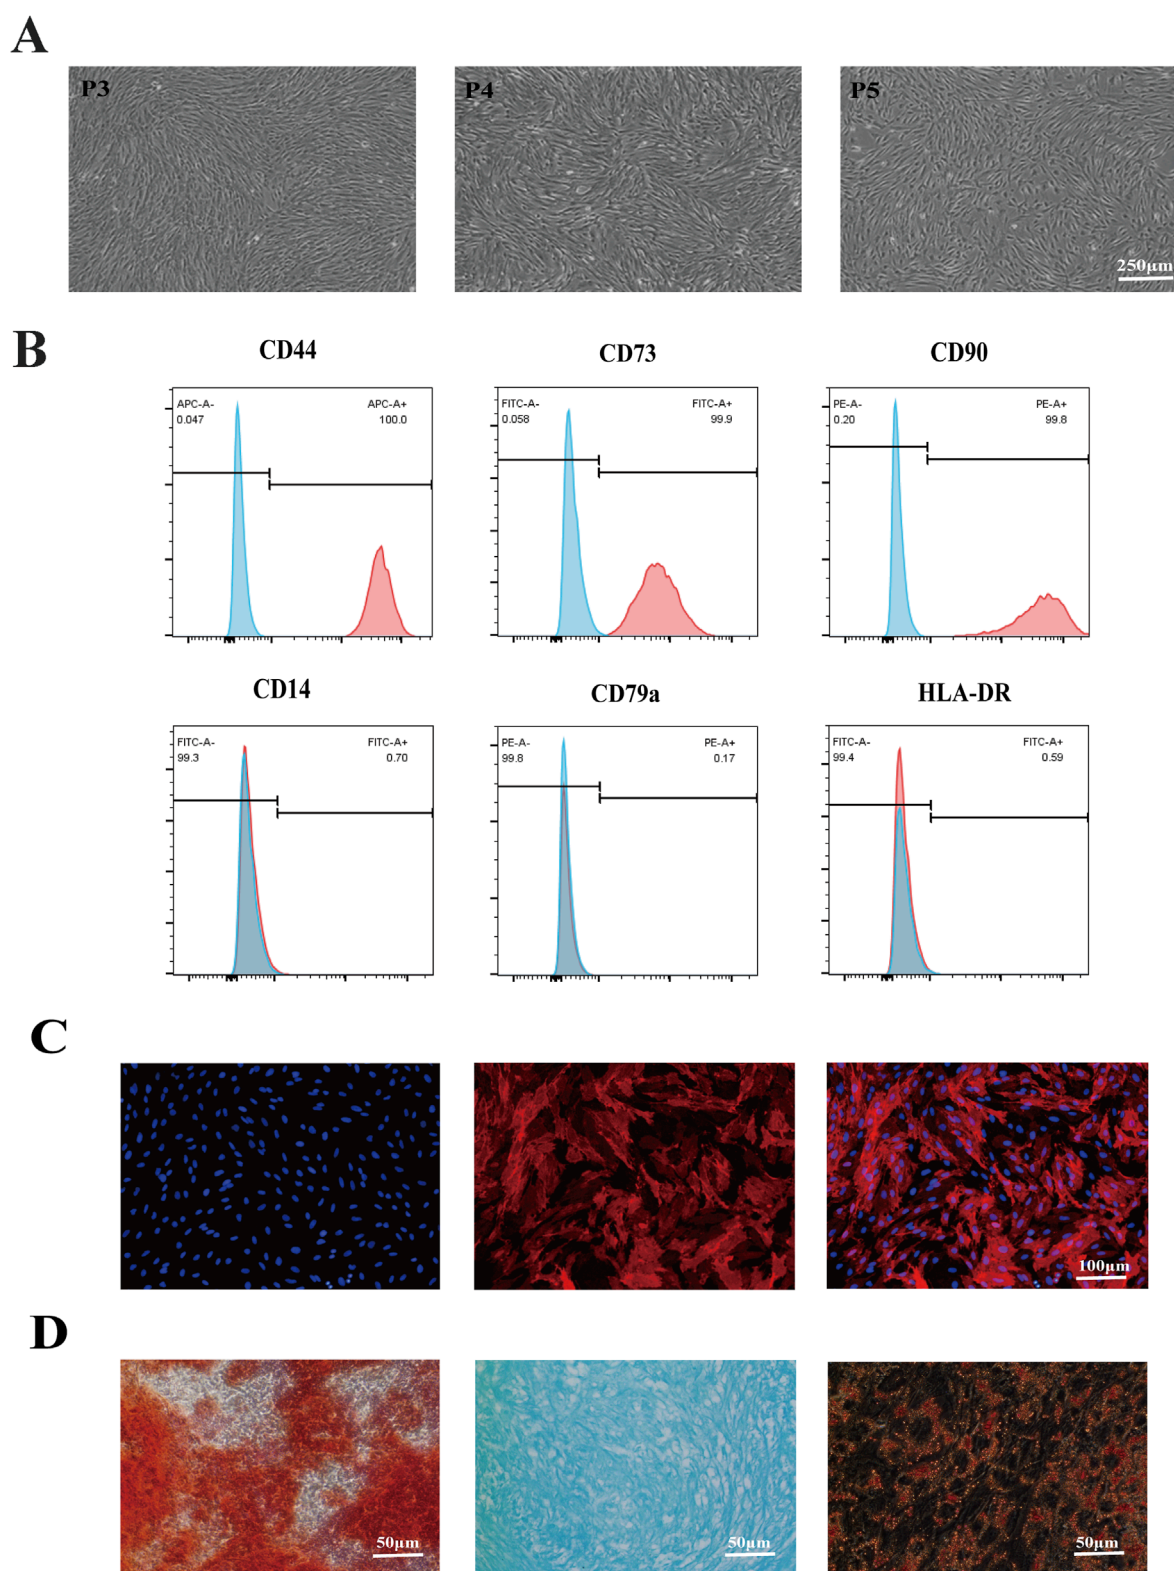 A
P3
P4
P5
250μm
B
CD44
CD73
CD90
APC-A-
0.047
APC-A+
100.0
FITC-A-
0.058
FITC-A+
99.9
PE-A-
0.20
PE-A+
99.8
CD14
CD79a
HLA-DR
FITC-A-
99.3
FITC-A+
0.70
PE-A-
99.8
PE-A+
0.17
FITC-A-
99.4
FITC-A+
0.59
C
100μm
D
50μm
50μm
50μm